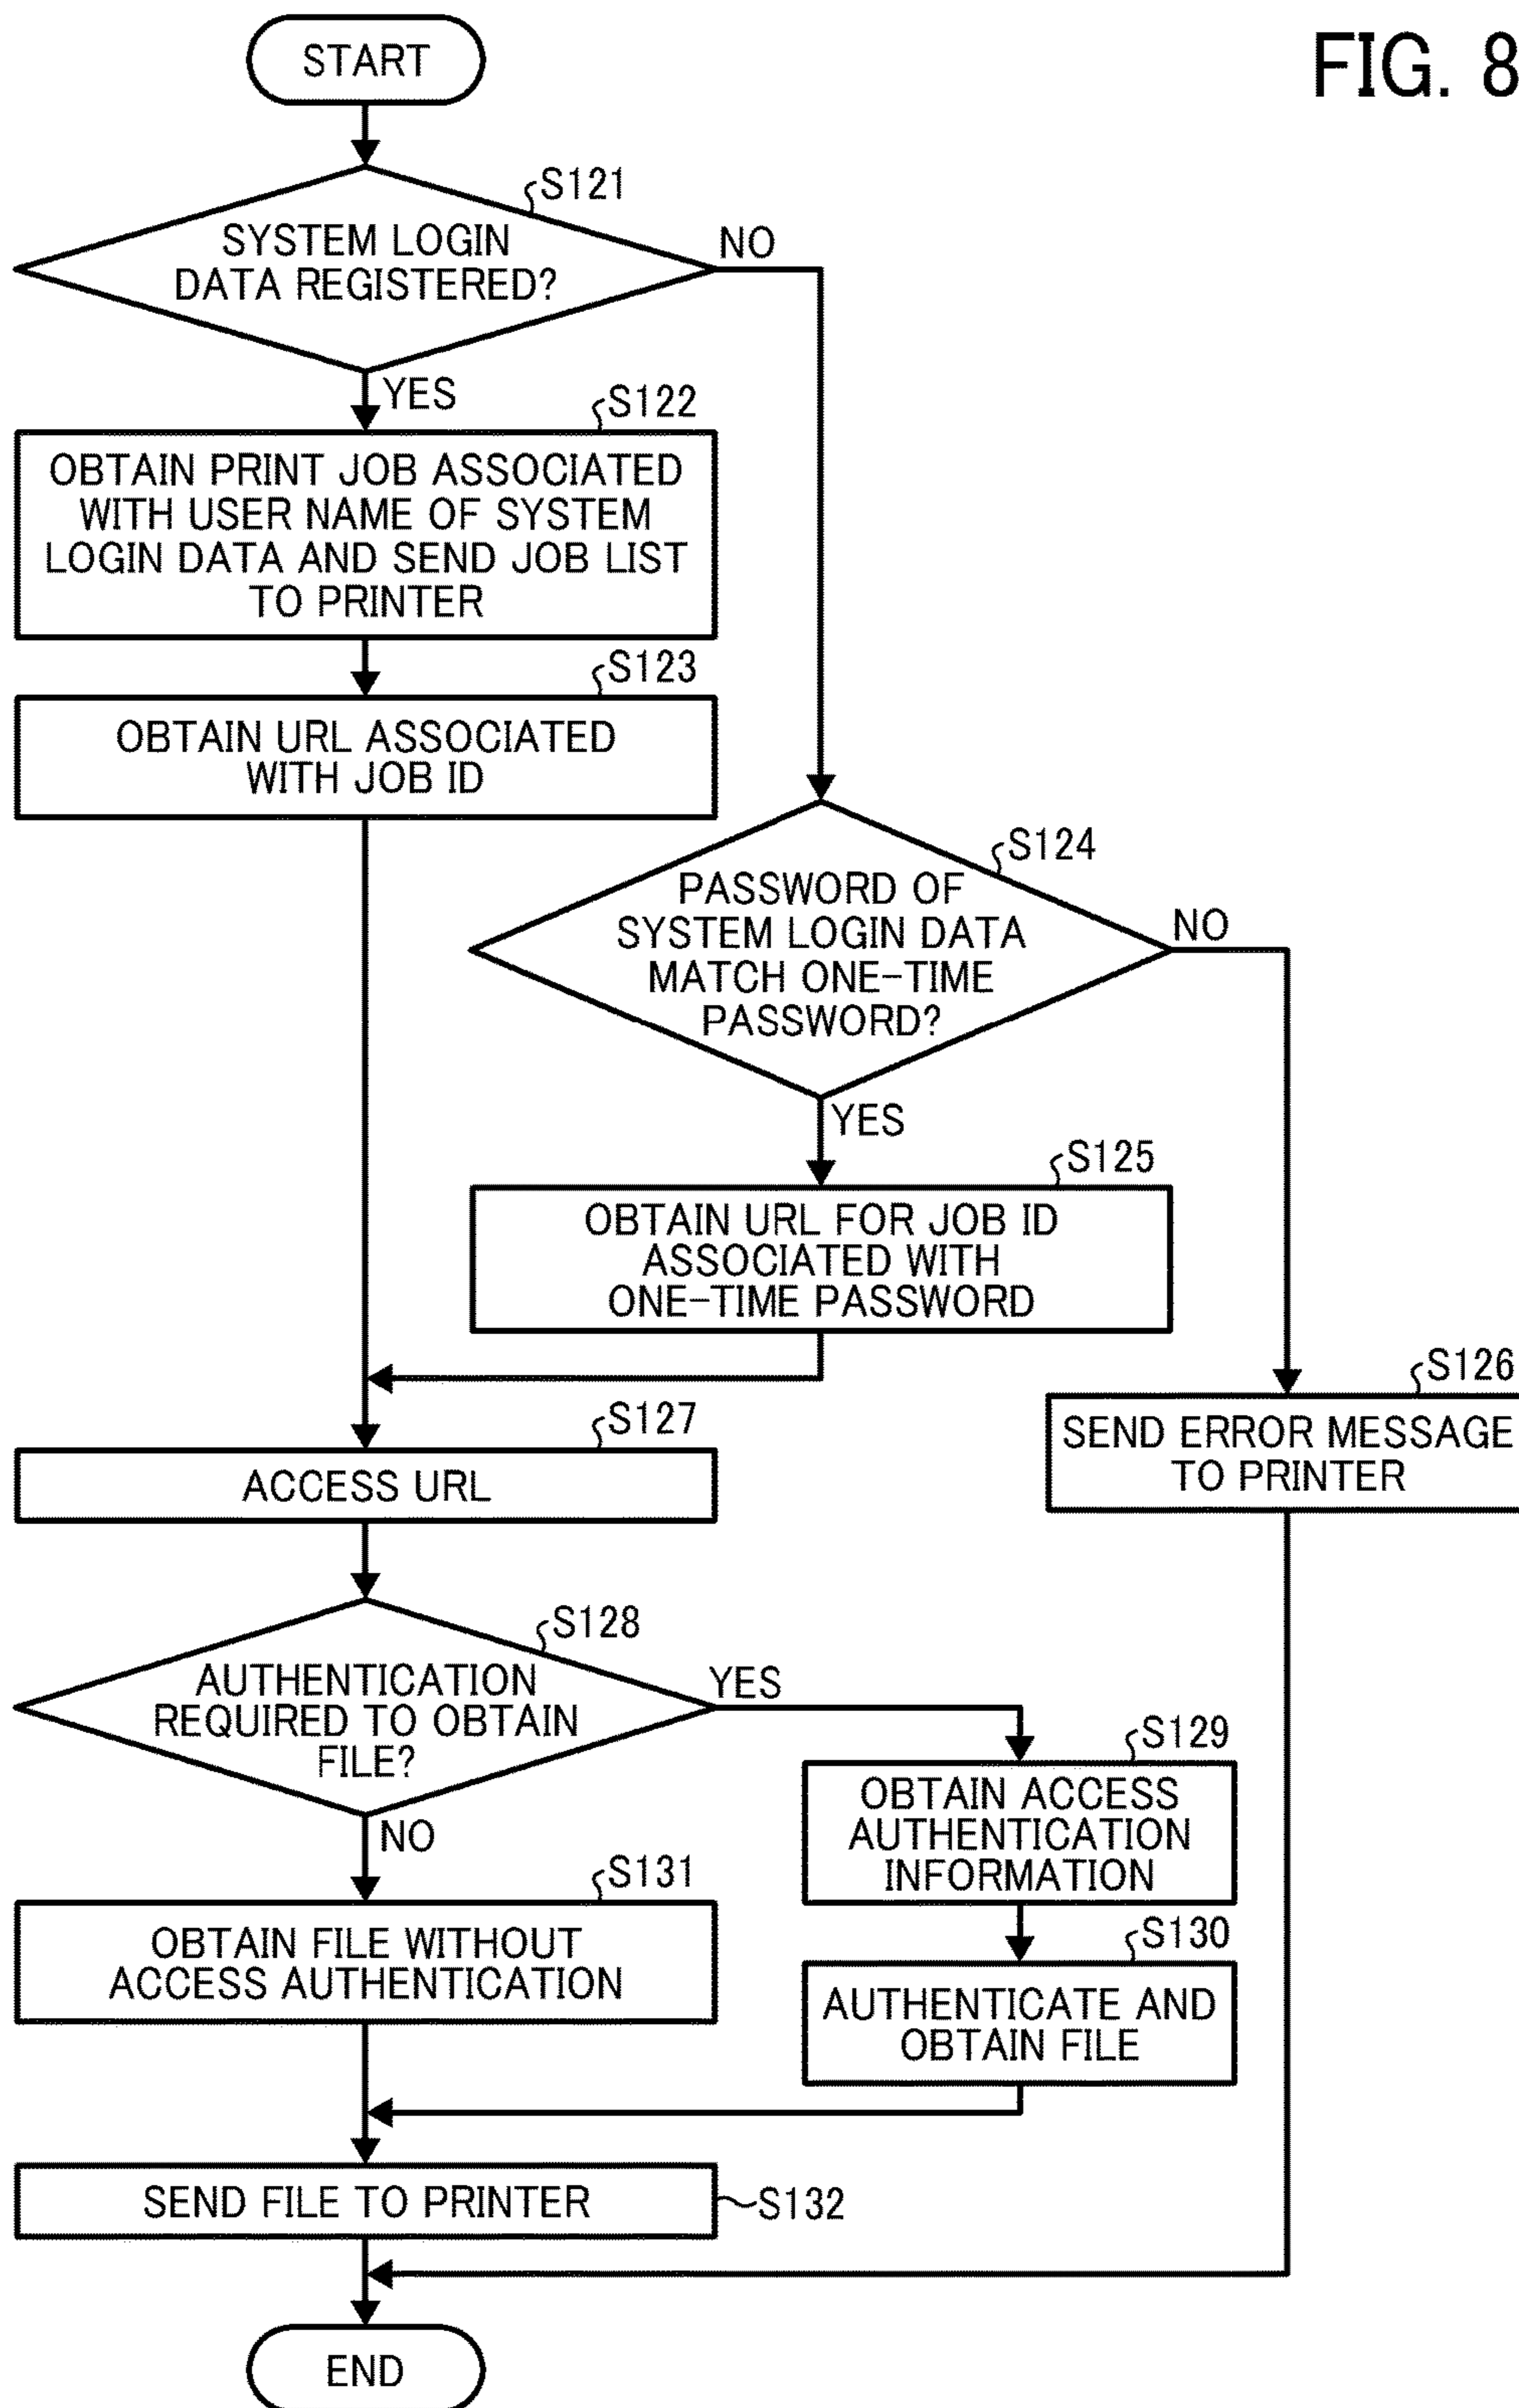 FIG. 8
START
S121
SYSTEM LOGIN
DATA REGISTERED?
NO
YES
S122
OBTAIN PRINT JOB ASSOCIATED
WITH USER NAME OF SYSTEM
LOGIN DATA AND SEND JOB LIST
TO PRINTER
S123
OBTAIN URL ASSOCIATED
WITH JOB ID
S124
PASSWORD OF
SYSTEM LOGIN DATA
MATCH ONE-TIME
PASSWORD?
NO
YES
S125
OBTAIN URL FOR JOB ID
ASSOCIATED WITH
ONE-TIME PASSWORD
S126
SEND ERROR MESSAGE
TO PRINTER
S127
ACCESS URL
S128
AUTHENTICATION
REQUIRED TO OBTAIN
FILE?
YES
NO
S129
OBTAIN ACCESS
AUTHENTICATION
INFORMATION
S130
AUTHENTICATE AND
OBTAIN FILE
S131
OBTAIN FILE WITHOUT
ACCESS AUTHENTICATION
SEND FILE TO PRINTER
S132
END